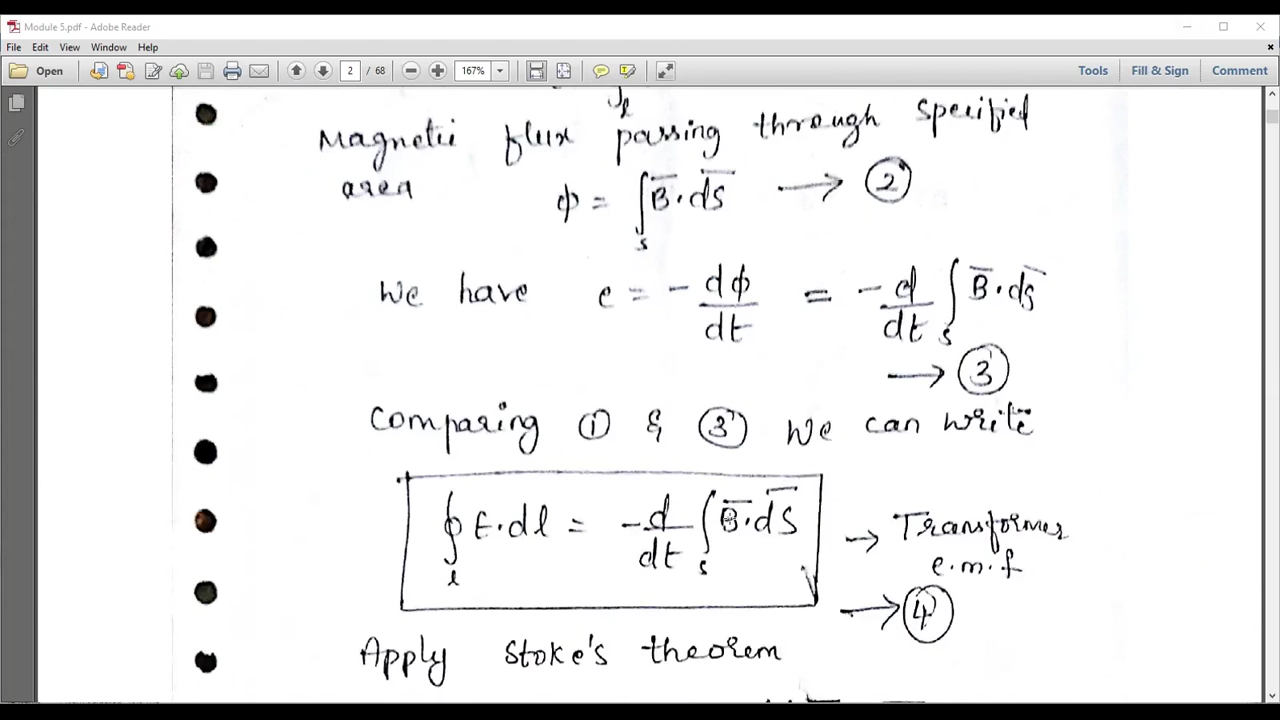 Module 5.pdf - Adobe Reader
File Edit View Window Help
Open 2 / 68 167% Tools Fill & Sign Comment
∫l
Magnetic flux passing through specified
area ϕ = ∫s B̅·dS̅ → ②
We have e = -dϕ/dt = -d/dt ∫s B̅·dS̅
→ ③
Comparing ① & ③ we can write
∮l E·dl = -d/dt ∫s B̅·dS̅ → Transformer
e.m.f
→ ④
Apply Stoke's theorem